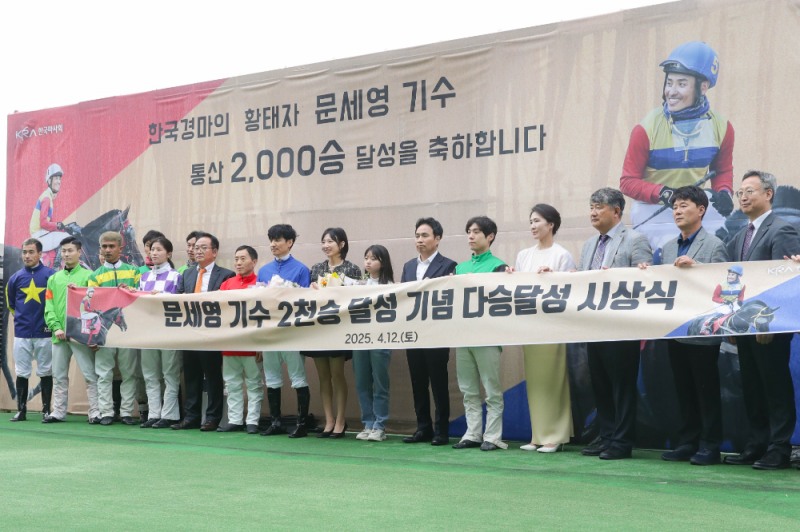 KRA 한국마사회
한국경마의 황태자 문세영 기수
통산 2,000승 달성을 축하합니다
KRA
문세영 기수 2천승 달성 기념 다승달성 시상식
2025. 4.12.(토)